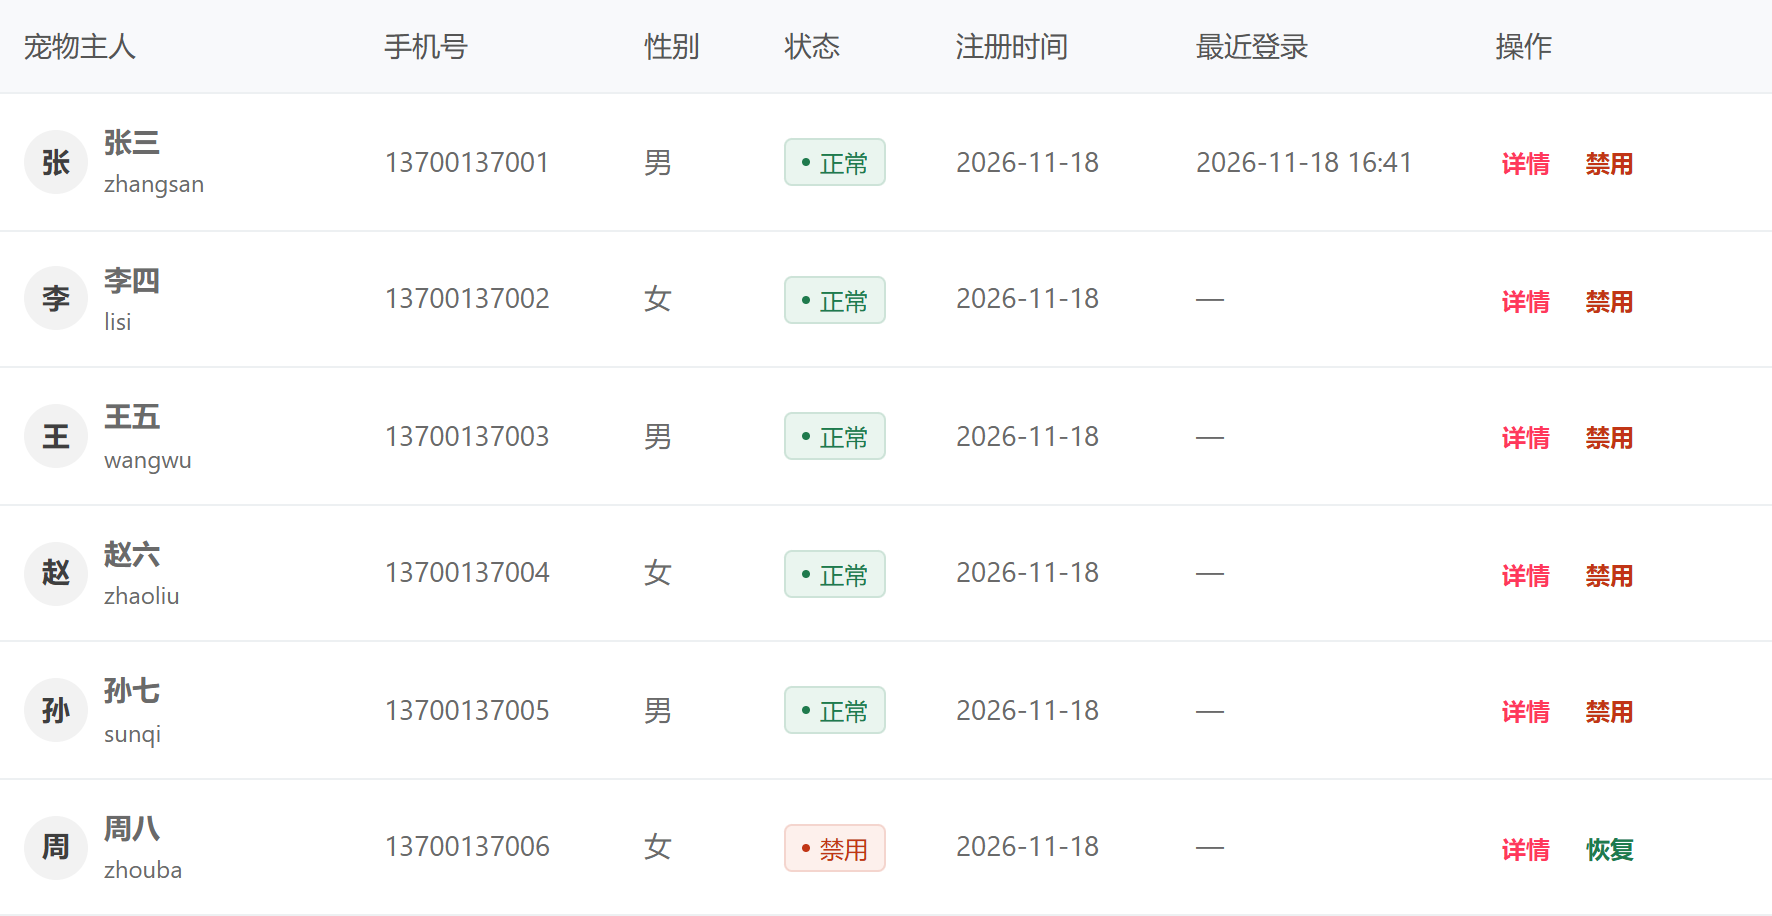 宠物主人 手机号 性别 状态 注册时间 最近登录 操作
张 张三 zhangsan 13700137001 男 • 正常 2026-11-18 2026-11-18 16:41 详情 禁用
李 李四 lisi 13700137002 女 • 正常 2026-11-18 — 详情 禁用
王 王五 wangwu 13700137003 男 • 正常 2026-11-18 — 详情 禁用
赵 赵六 zhaoliu 13700137004 女 • 正常 2026-11-18 — 详情 禁用
孙 孙七 sunqi 13700137005 男 • 正常 2026-11-18 — 详情 禁用
周 周八 zhouba 13700137006 女 • 禁用 2026-11-18 — 详情 恢复